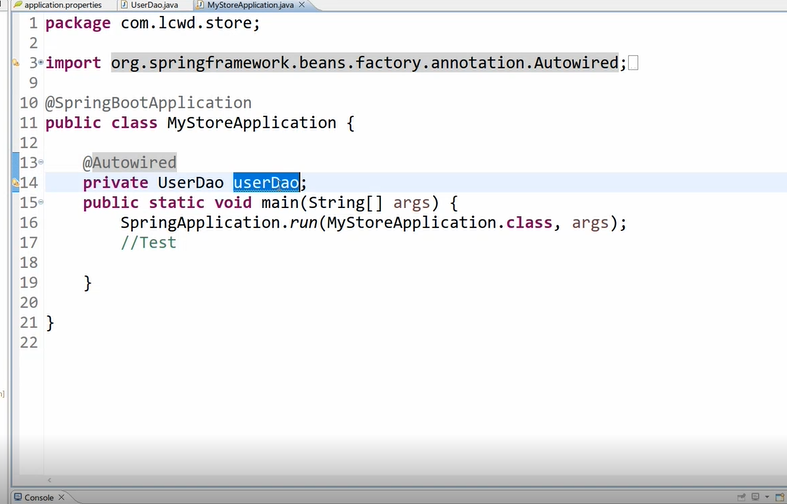 application.properties UserDao.java MyStoreApplication.java
1 package com.lcwd.store;
2
3 import org.springframework.beans.factory.annotation.Autowired;
9
10 @SpringBootApplication
11 public class MyStoreApplication {
12
13 @Autowired
14 private UserDao userDao;
15 public static void main(String[] args) {
16 SpringApplication.run(MyStoreApplication.class, args);
17 //Test
18
19 }
20
21 }
22
Console